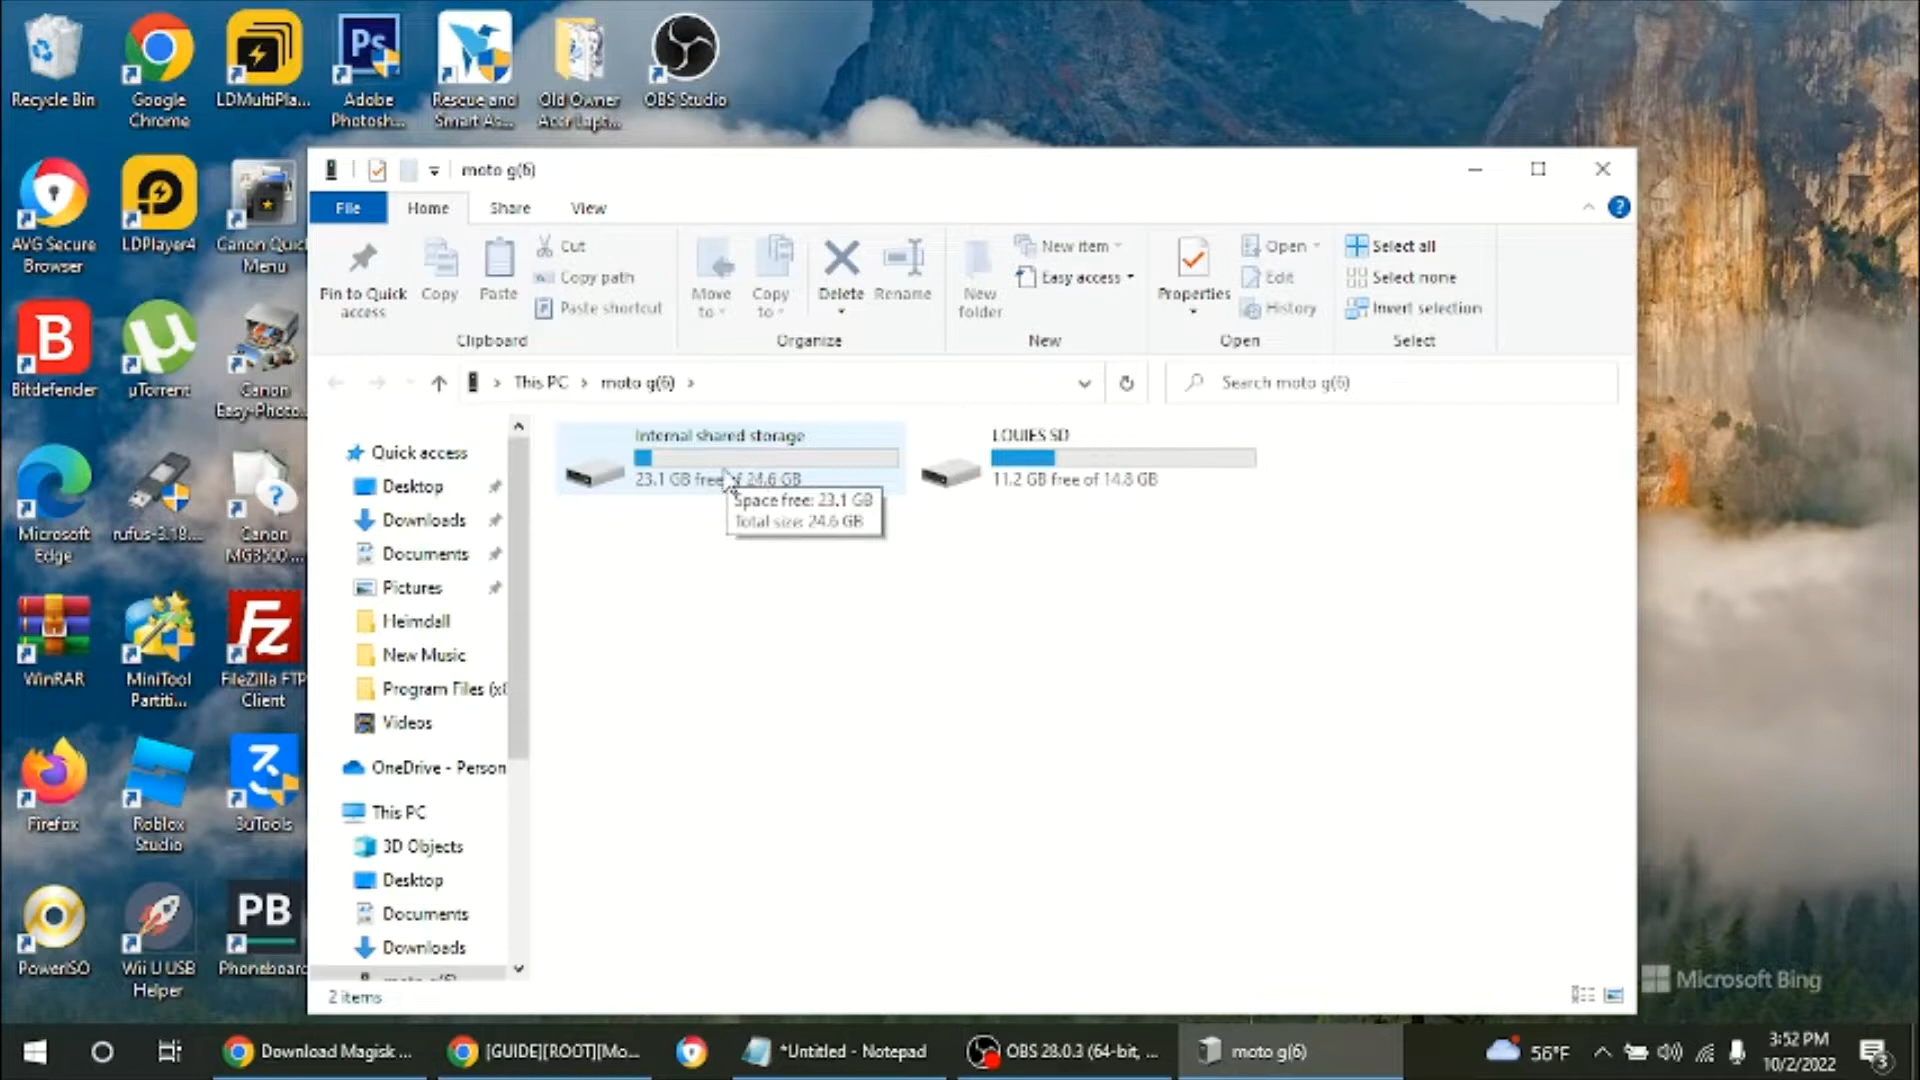 Recycle Bin
Google
Chrome
LDMultiPla...
Ps
Adobe
Photosh...
Rescue and
Smart As...
Old Owner
Acer Lapt...
OBS Studio
AVG Secure
Browser
LDPlayer4
Canon Quick
Menu
B
Bitdefender
µTorrent
Canon
Easy-Photo...
Microsoft
Edge
rufus-3.18....
Canon
MG3500 ...
WinRAR
MiniTool
Partiti...
FileZilla FTP
Client
Firefox
Roblox
Studio
3uTools
PowerISO
Wii U USB
Helper
PB
Phoneboard
moto g(6)
File
Home
Share
View
Pin to Quick
access
Copy
Paste
Cut
Copy path
Paste shortcut
Clipboard
Move
to
Copy
to
Delete
Rename
Organize
New
folder
New item
Easy access
New
Properties
Open
Edit
History
Open
Select all
Select none
Invert selection
Select
This PC
moto g(6)
Search moto g(6)
Quick access
Desktop
Downloads
Documents
Pictures
Heimdall
New Music
Program Files (x8
Videos
OneDrive - Person
This PC
3D Objects
Desktop
Documents
Downloads
moto g(6)
Internal shared storage
23.1 GB free of 24.6 GB
Space free: 23.1 GB
Total size: 24.6 GB
LOUIES SD
11.2 GB free of 14.8 GB
2 items
Microsoft Bing
Download Magisk ...
[GUIDE][ROOT][Mo...
*Untitled - Notepad
OBS 28.0.3 (64-bit, ...
moto g(6)
56°F
3:52 PM
10/2/2022
3